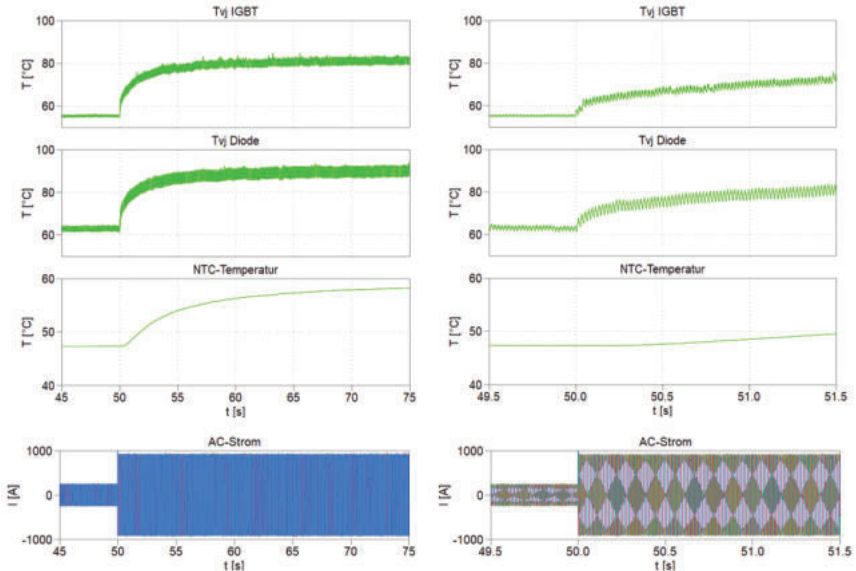 Tvj IGBT
100
80
60
T [°C]
Tvj Diode
100
80
60
40
T [°C]
NTC-Temperatur
60
50
40
T [°C]
45 50 55 60 65 70 75
t [s]
AC-Strom
1000
0
-1000
I [A]
45 50 55 60 65 70 75
t [s]
Tvj IGBT
100
80
60
T [°C]
Tvj Diode
100
80
60
40
T [°C]
NTC-Temperatur
60
50
40
T [°C]
49.5 50.0 50.5 51.0 51.5
t [s]
AC-Strom
1000
0
-1000
I [A]
49.5 50.0 50.5 51.0 51.5
t [s]